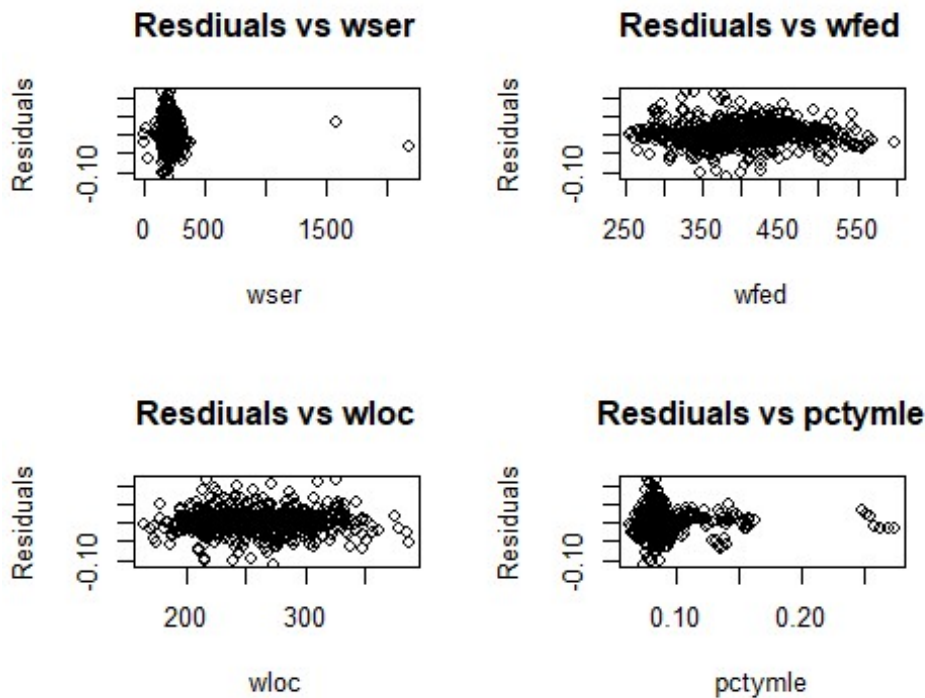 Resdiuals vs wser
Residuals
-0.10
0 500 1500
wser
Resdiuals vs wfed
Residuals
-0.10
250 350 450 550
wfed
Resdiuals vs wloc
Residuals
-0.10
200 300
wloc
Resdiuals vs pctymle
Residuals
-0.10
0.10 0.20
pctymle